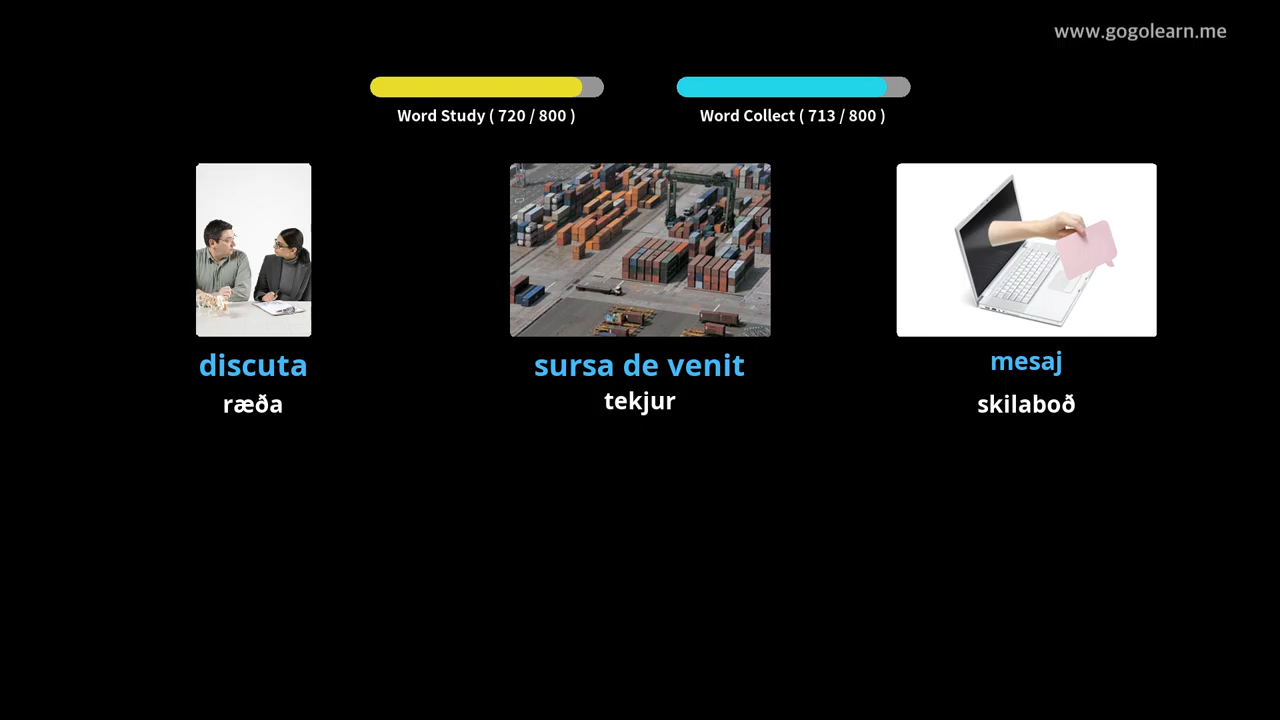 www.gogolearn.me
Word Study ( 720 / 800 )
Word Collect ( 713 / 800 )
discuta
ræða
sursa de venit
tekjur
mesaj
skilaboð